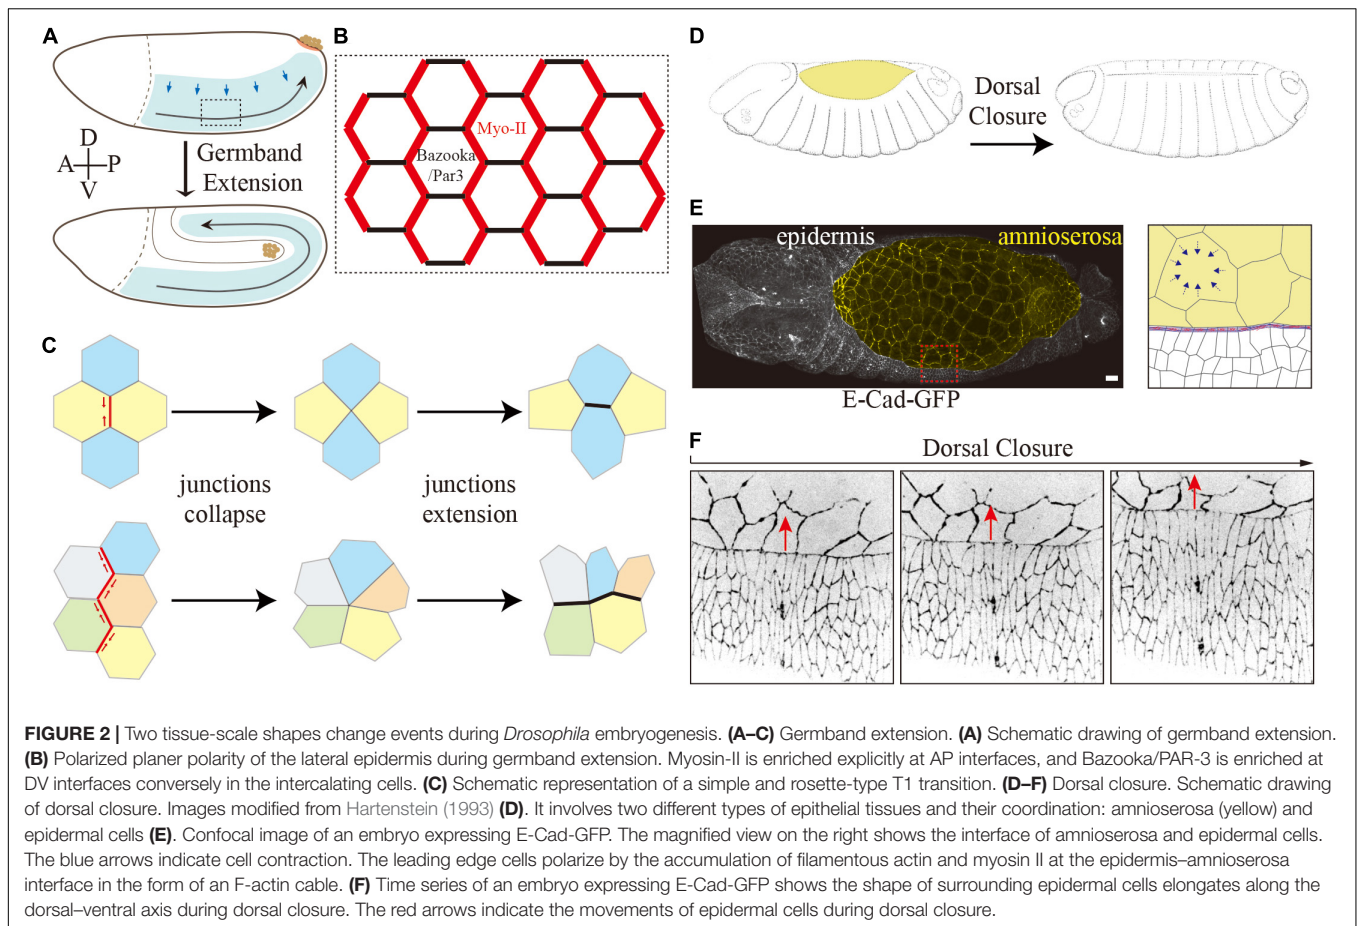 A
D
A P
V
Germband
Extension
B
Myo-II
Bazooka
/Par3
C
junctions
collapse
junctions
extension
D
Dorsal
Closure
E
epidermis
amnioserosa
E-Cad-GFP
F
Dorsal Closure
FIGURE 2 | Two tissue-scale shapes change events during Drosophila embryogenesis. (A–C) Germband extension. (A) Schematic drawing of germband extension.
(B) Polarized planer polarity of the lateral epidermis during germband extension. Myosin-II is enriched explicitly at AP interfaces, and Bazooka/PAR-3 is enriched at
DV interfaces conversely in the intercalating cells. (C) Schematic representation of a simple and rosette-type T1 transition. (D–F) Dorsal closure. Schematic drawing
of dorsal closure. Images modified from Hartenstein (1993) (D). It involves two different types of epithelial tissues and their coordination: amnioserosa (yellow) and
epidermal cells (E). Confocal image of an embryo expressing E-Cad-GFP. The magnified view on the right shows the interface of amnioserosa and epidermal cells.
The blue arrows indicate cell contraction. The leading edge cells polarize by the accumulation of filamentous actin and myosin II at the epidermis–amnioserosa
interface in the form of an F-actin cable. (F) Time series of an embryo expressing E-Cad-GFP shows the shape of surrounding epidermal cells elongates along the
dorsal–ventral axis during dorsal closure. The red arrows indicate the movements of epidermal cells during dorsal closure.